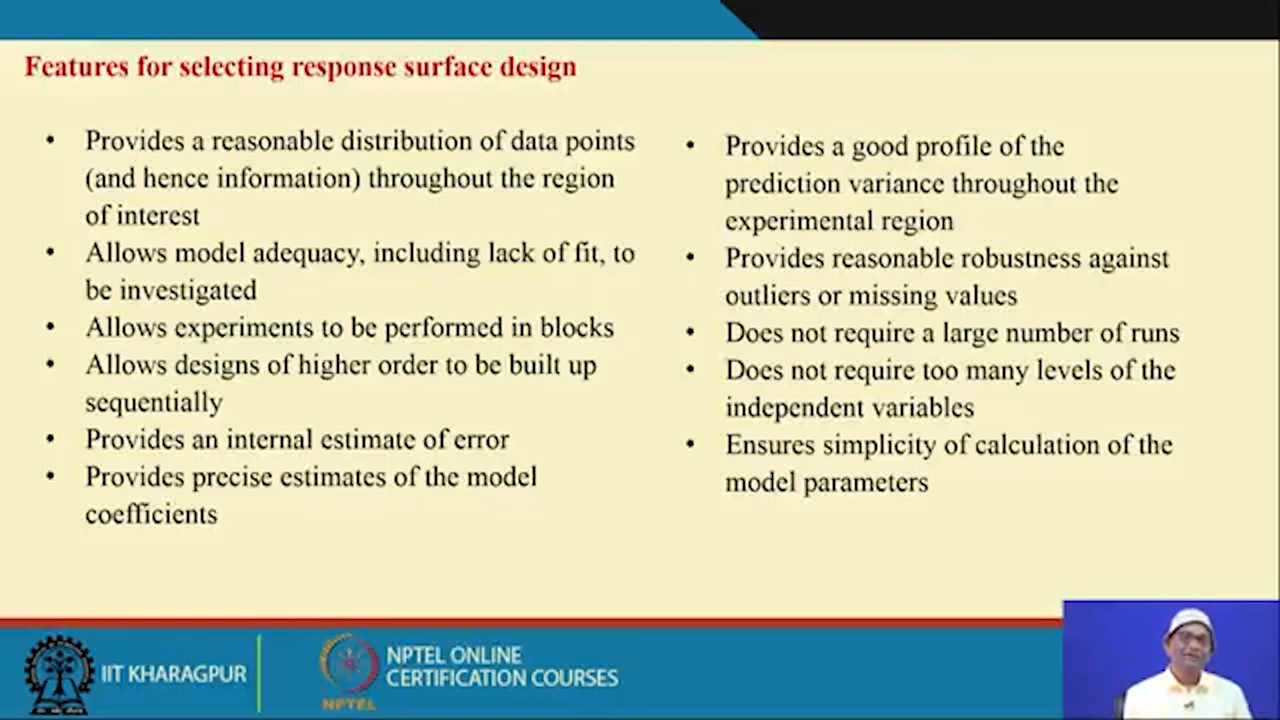 Features for selecting response surface design
• Provides a reasonable distribution of data points
(and hence information) throughout the region
of interest
• Allows model adequacy, including lack of fit, to
be investigated
• Allows experiments to be performed in blocks
• Allows designs of higher order to be built up
sequentially
• Provides an internal estimate of error
• Provides precise estimates of the model
coefficients
• Provides a good profile of the
prediction variance throughout the
experimental region
• Provides reasonable robustness against
outliers or missing values
• Does not require a large number of runs
• Does not require too many levels of the
independent variables
• Ensures simplicity of calculation of the
model parameters
IIT KHARAGPUR
NPTEL
NPTEL ONLINE
CERTIFICATION COURSES